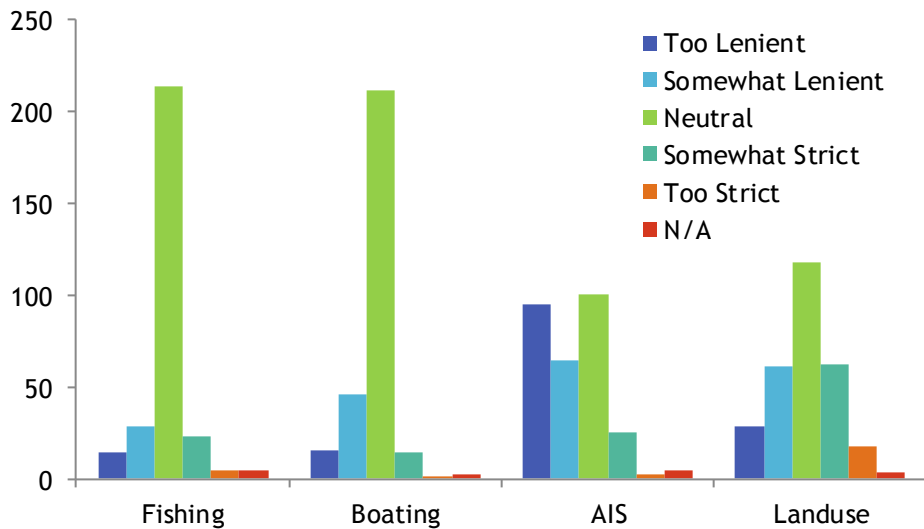 250
200
150
100
50
0
Too Lenient
Somewhat Lenient
Neutral
Somewhat Strict
Too Strict
N/A
Fishing
Boating
AIS
Landuse